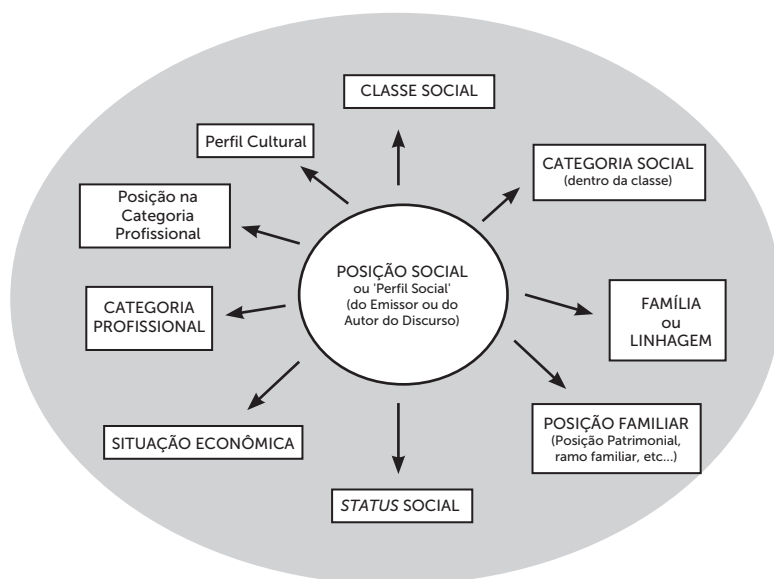 CLASSE SOCIAL
Perfil Cultural
CATEGORIA SOCIAL
(dentro da classe)
Posição na
Categoria
Profissional
POSIÇÃO SOCIAL
ou 'Perfil Social'
(do Emissor ou do
Autor do Discurso)
CATEGORIA
PROFISSIONAL
FAMÍLIA
ou
LINHAGEM
SITUAÇÃO ECONÔMICA
POSIÇÃO FAMILIAR
(Posição Patrimonial,
ramo familiar, etc...)
STATUS SOCIAL